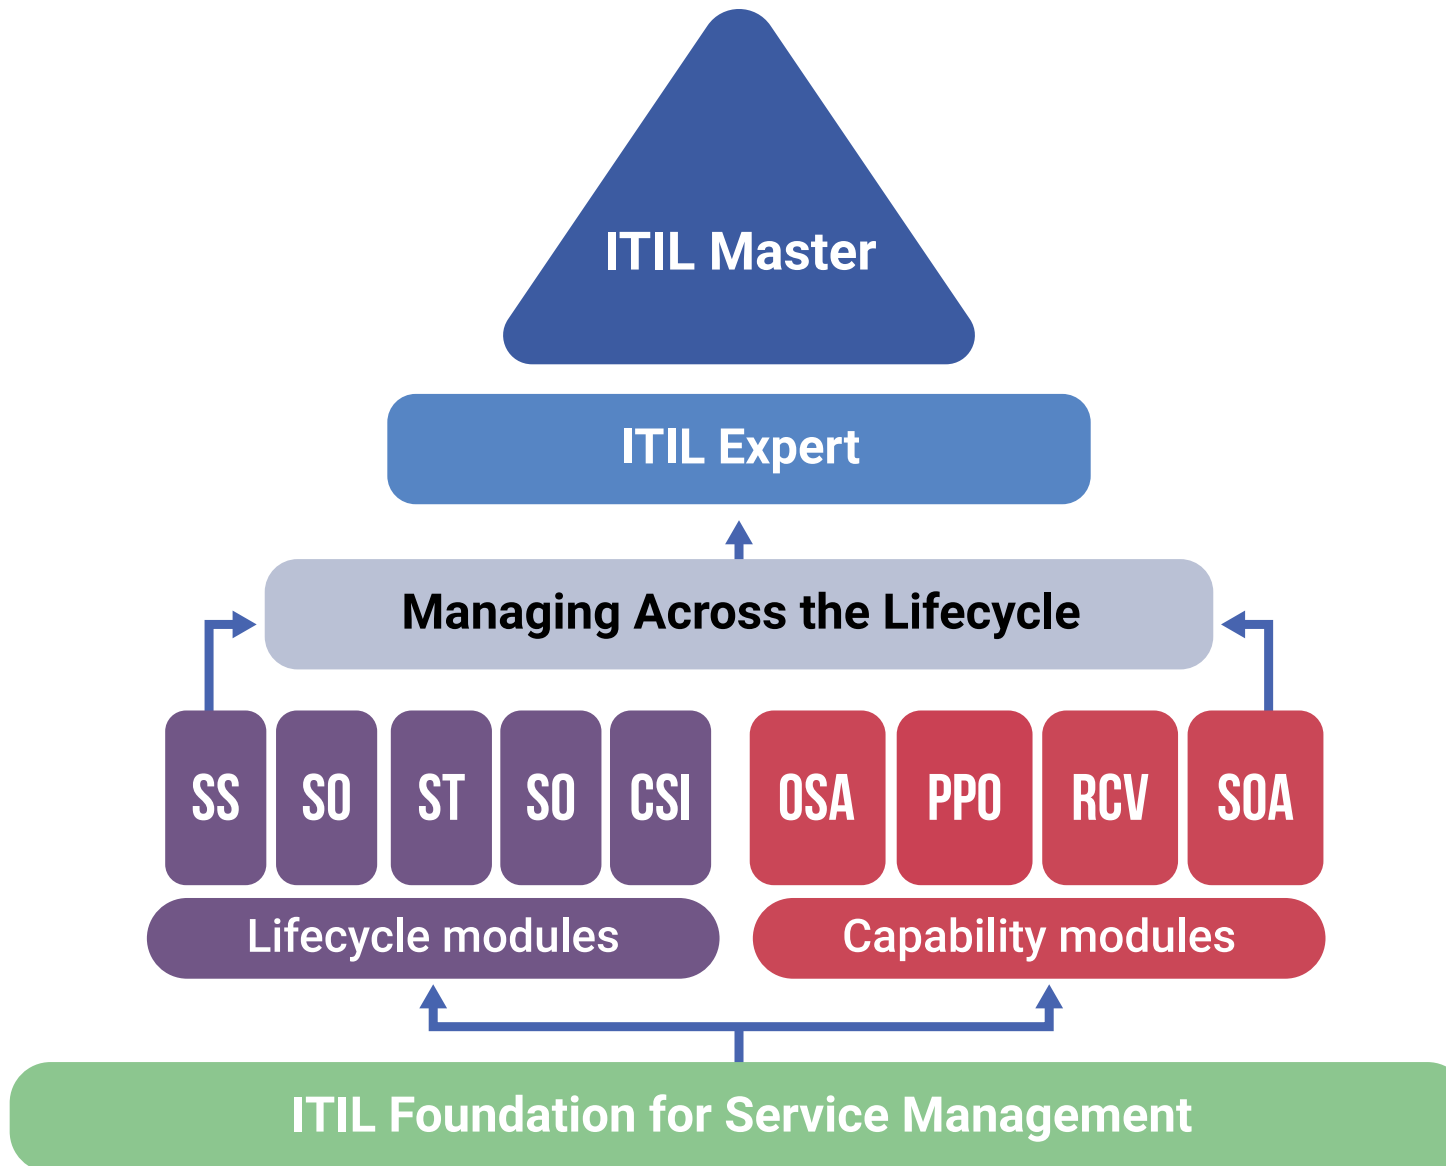 ITIL Master
ITIL Expert
Managing Across the Lifecycle
SS SO ST SO CSI OSA PPO RCV SOA
Lifecycle modules Capability modules
ITIL Foundation for Service Management